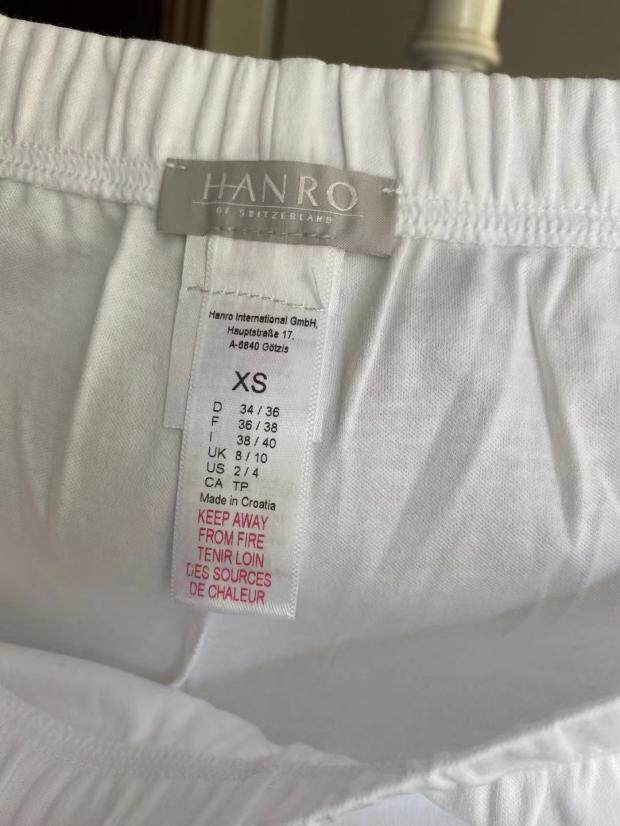 HANRO
OF SWITZERLAND
Hanro International GmbH,
Hauptstraße 17,
A-6840 Götzis
XS
D 34 / 36
F 36 / 38
I 38 / 40
UK 8 / 10
US 2 / 4
CA TP
Made in Croatia
KEEP AWAY
FROM FIRE
TENIR LOIN
DES SOURCES
DE CHALEUR